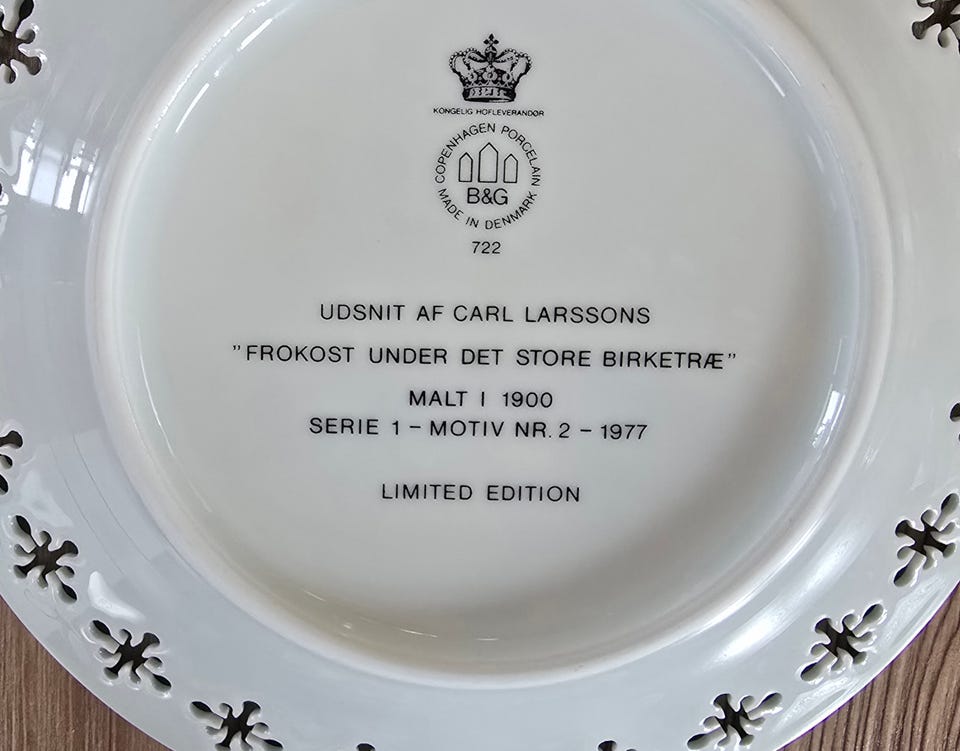 KONGELIG HOFLEVERANDØR
COPENHAGEN PORCELAIN
B&G
MADE IN DENMARK
722
UDSNIT AF CARL LARSSONS
"FROKOST UNDER DET STORE BIRKETRÆ"
MALT I 1900
SERIE 1 – MOTIV NR. 2 – 1977
LIMITED EDITION